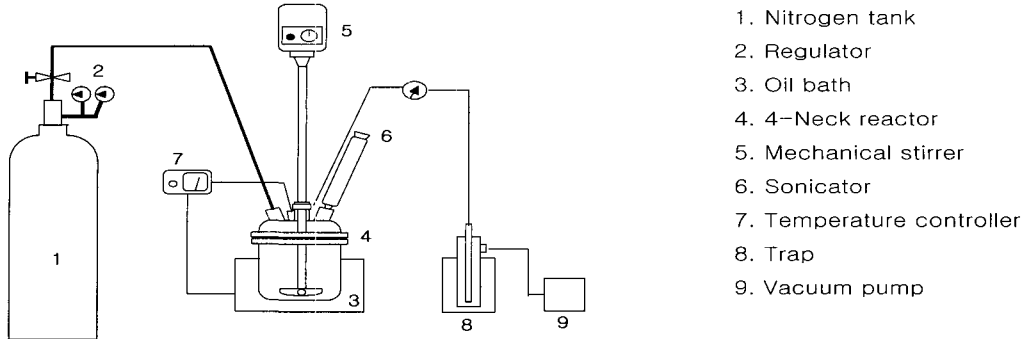 5
2
6
7
4
1
3
8
9
1. Nitrogen tank
2. Regulator
3. Oil bath
4. 4-Neck reactor
5. Mechanical stirrer
6. Sonicator
7. Temperature controller
8. Trap
9. Vacuum pump